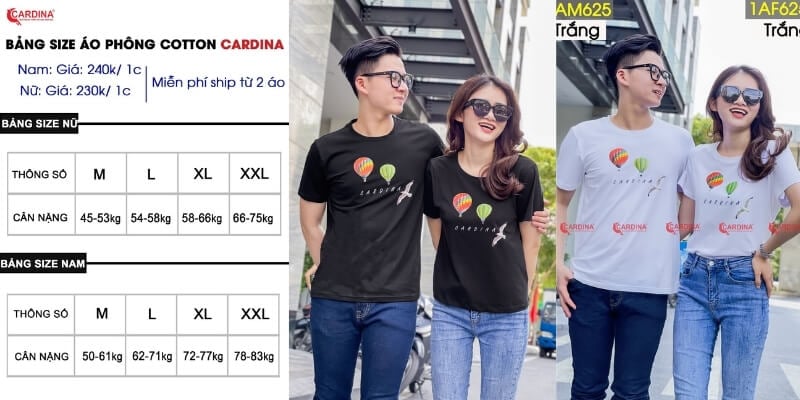 CARDINA
BẢNG SIZE ÁO PHÔNG COTTON CARDINA
Nam: Giá: 240k/ 1c
Nữ: Giá: 230k/ 1c
Miễn phí ship từ 2 áo
BẢNG SIZE NỮ
THÔNG SỐ M L XL XXL
CÂN NẠNG 45-53kg 54-58kg 58-66kg 66-75kg
BẢNG SIZE NAM
THÔNG SỐ M L XL XXL
CÂN NẠNG 50-61kg 62-71kg 72-77kg 78-83kg
CARDINA
CARDINA
AM625
Trắng
1AF625
Trắng
CARDINA
CARDINA
CARDINA
CARDINA
CARDINA